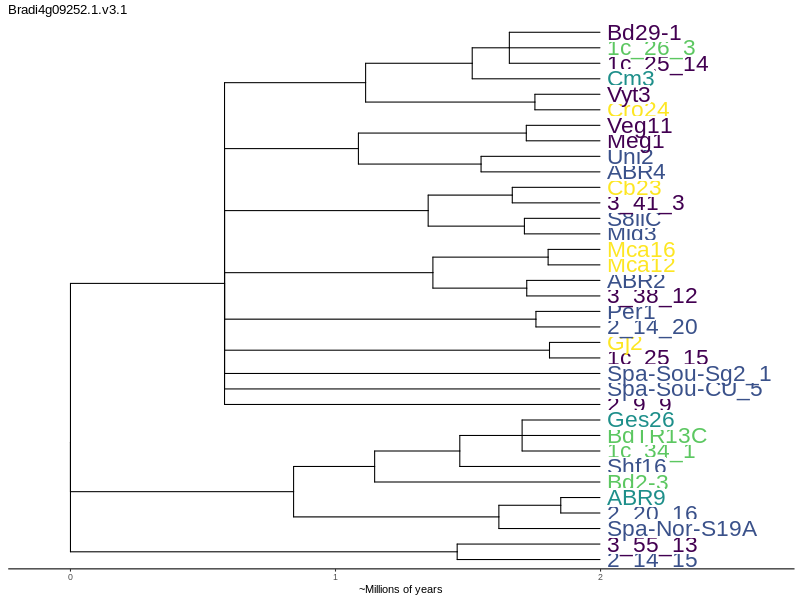 Bradi4g09252.1.v3.1
Bd29-1
1c_26_3
1c_25_14
Cm3
Vyt3
Cro24
Veg11
Meg1
Uni2
ABR4
Cb23
3_41_3
S8iiC
Mig3
Mca16
Mca12
ABR2
3_38_12
Per1
2_14_20
Gj2
1c_25_15
Spa-Sou-Sg2_1
Spa-Sou-CU_5
2_9_9
Ges26
BdTR13C
1c_34_1
Shf16
Bd2-3
ABR9
2_20_16
Spa-Nor-S19A
3_55_13
2_14_15
0 1 2
~Millions of years